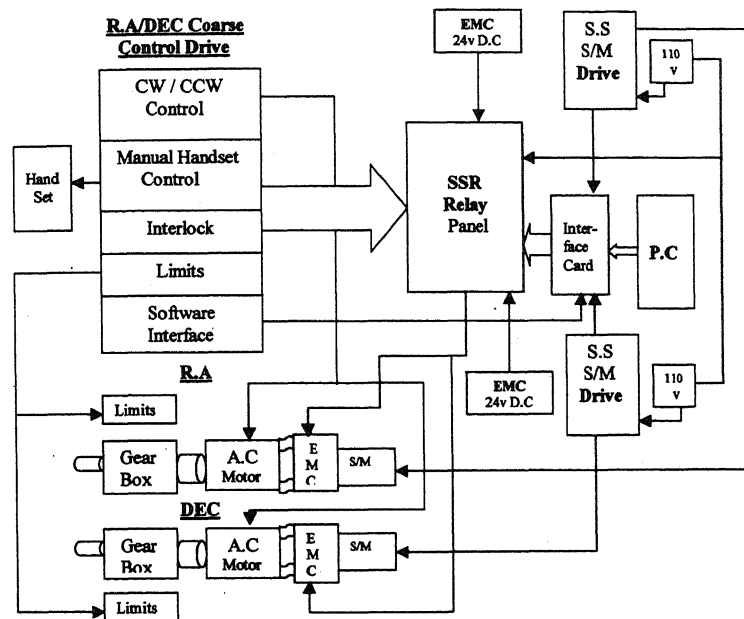 R.A/DEC Coarse
Control Drive
CW / CCW
Control
Manual Handset
Control
Interlock
Limits
Software
Interface
Hand
Set
EMC
24v D.C
SSR
Relay
Panel
S.S
S/M
Drive
110
V
Inter-
face
Card
P.C
EMC
24v D.C
S.S
S/M
Drive
110
V
R.A
Limits
Gear
Box
A.C
Motor
E
M
C
S/M
DEC
Gear
Box
A.C
Motor
E
M
C
S/M
Limits